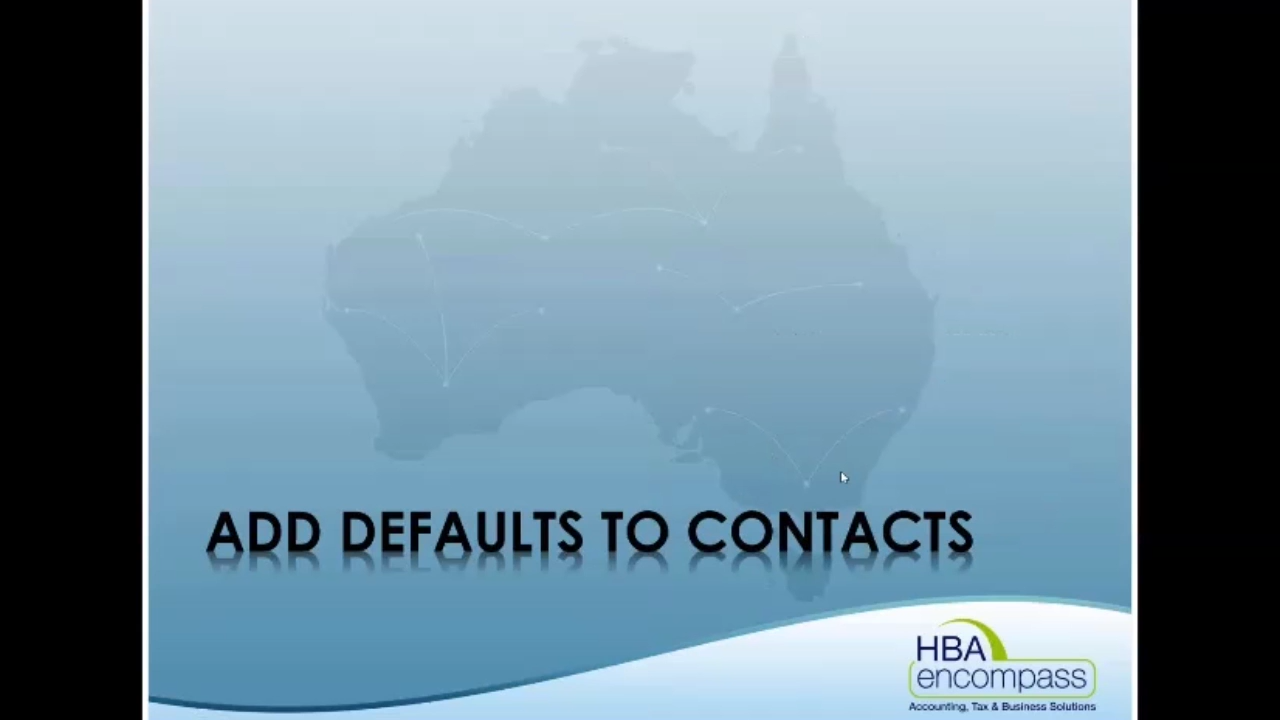 ADD DEFAULTS TO CONTACTS
HBA
encompass
Accounting, Tax & Business Solutions